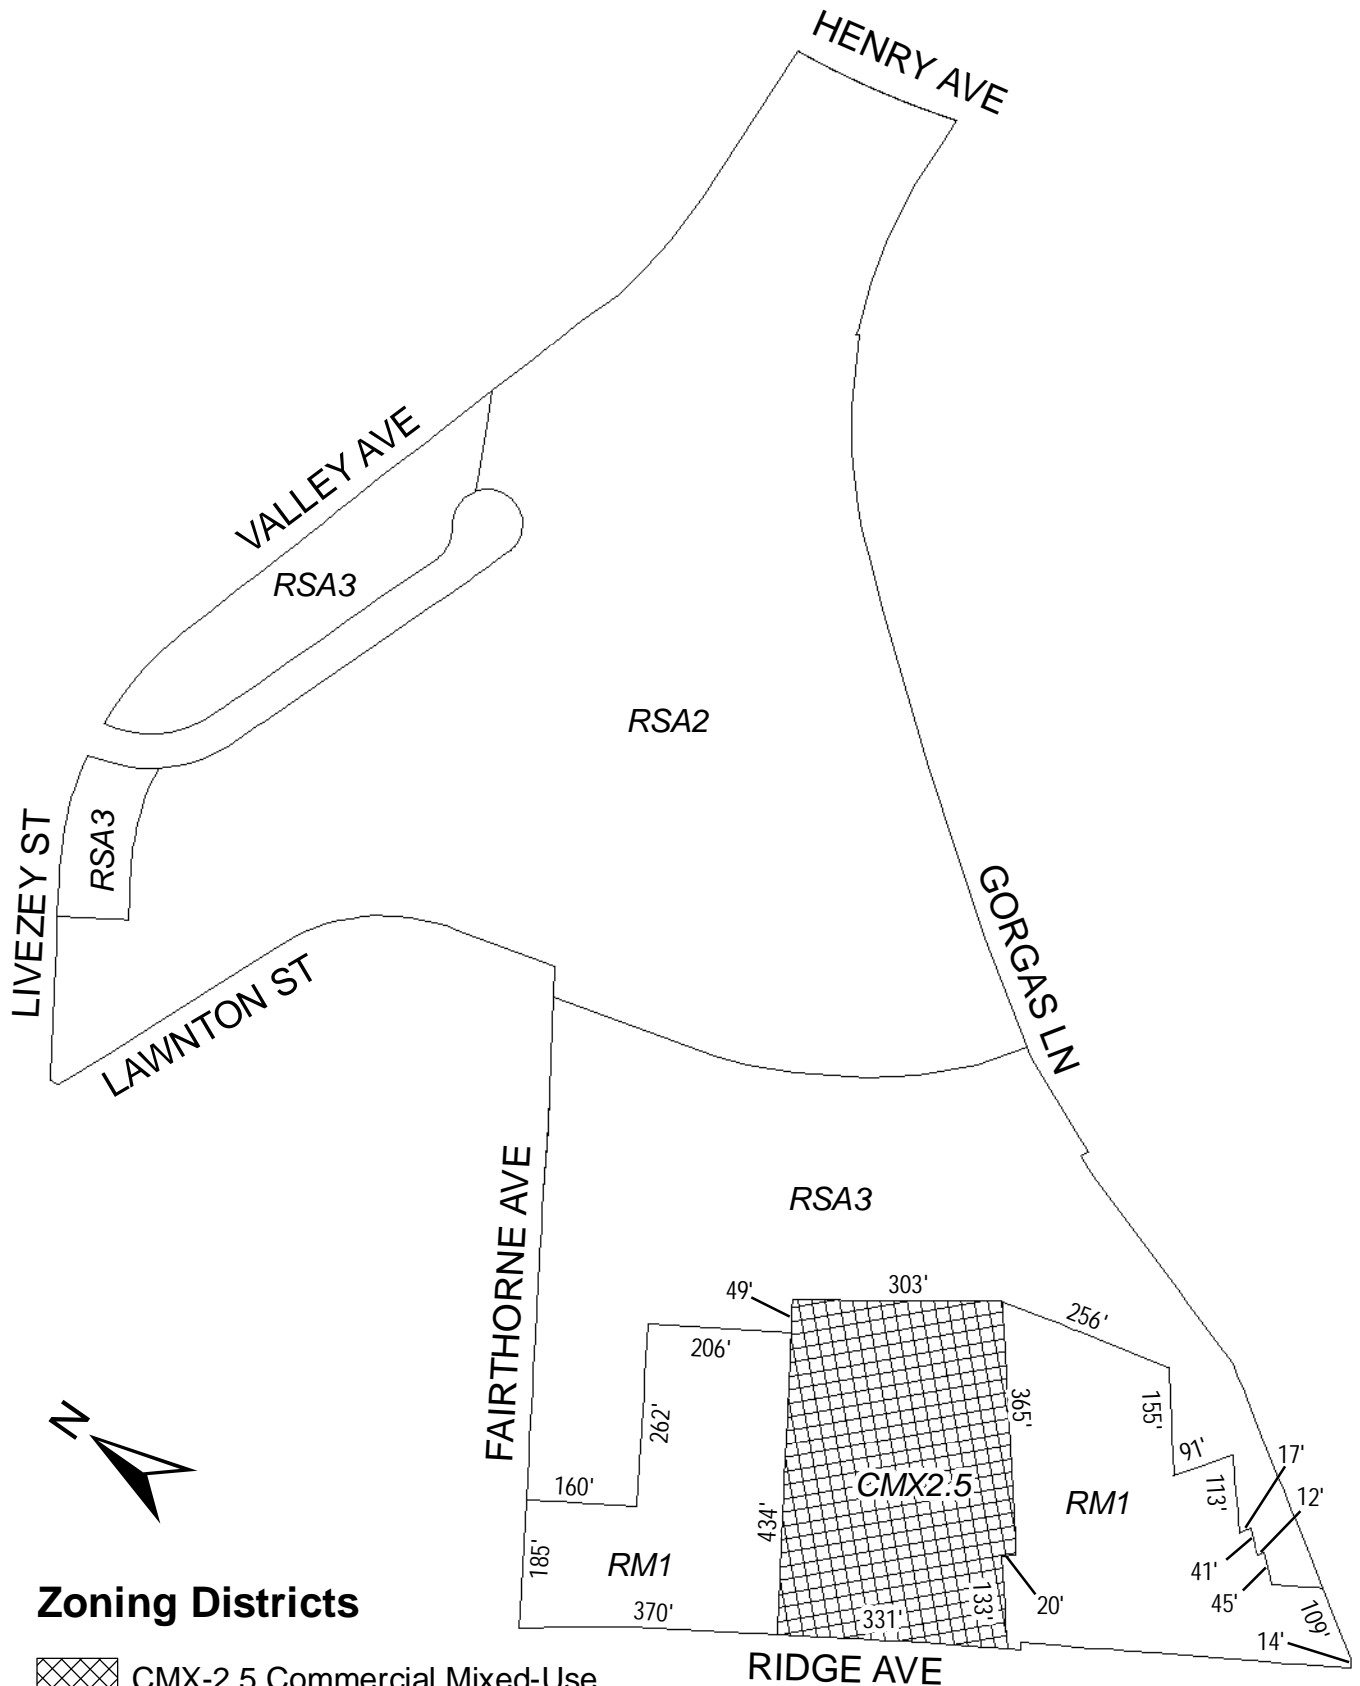 HENRY AVE
VALLEY AVE
RSA3
RSA2
LIVEZEY ST
RSA3
GORGAS LN
LAWNTON ST
FAIRTHORNE AVE
RSA3
49'
303'
256'
206'
262'
365'
155'
91'
17'
113'
12'
160'
CMX2.5
RM1
434'
185'
RM1
41'
45'
20'
133'
109'
370'
331'
14'
RIDGE AVE
N
Zoning Districts
CMX-2.5 Commercial Mixed-Use